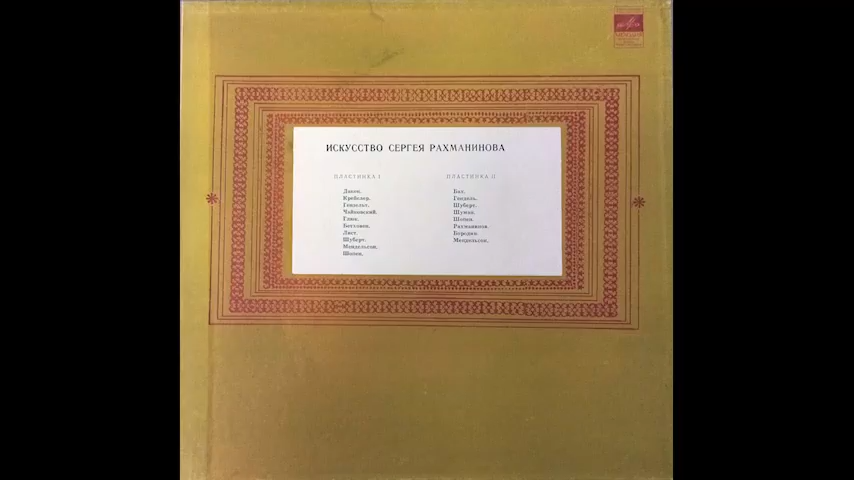 ИСКУССТВО СЕРГЕЯ РАХМАНИНОВА
ПЛАСТИНКА I
Дакен.
Крейслер.
Гензельт.
Чайковский.
Глюк.
Бетховен.
Лист.
Шуберт.
Мендельсон.
Шопен.
ПЛАСТИНКА II
Бах.
Гендель.
Шуберт.
Шуман.
Шопен.
Рахманинов.
Бородин.
Мендельсон.